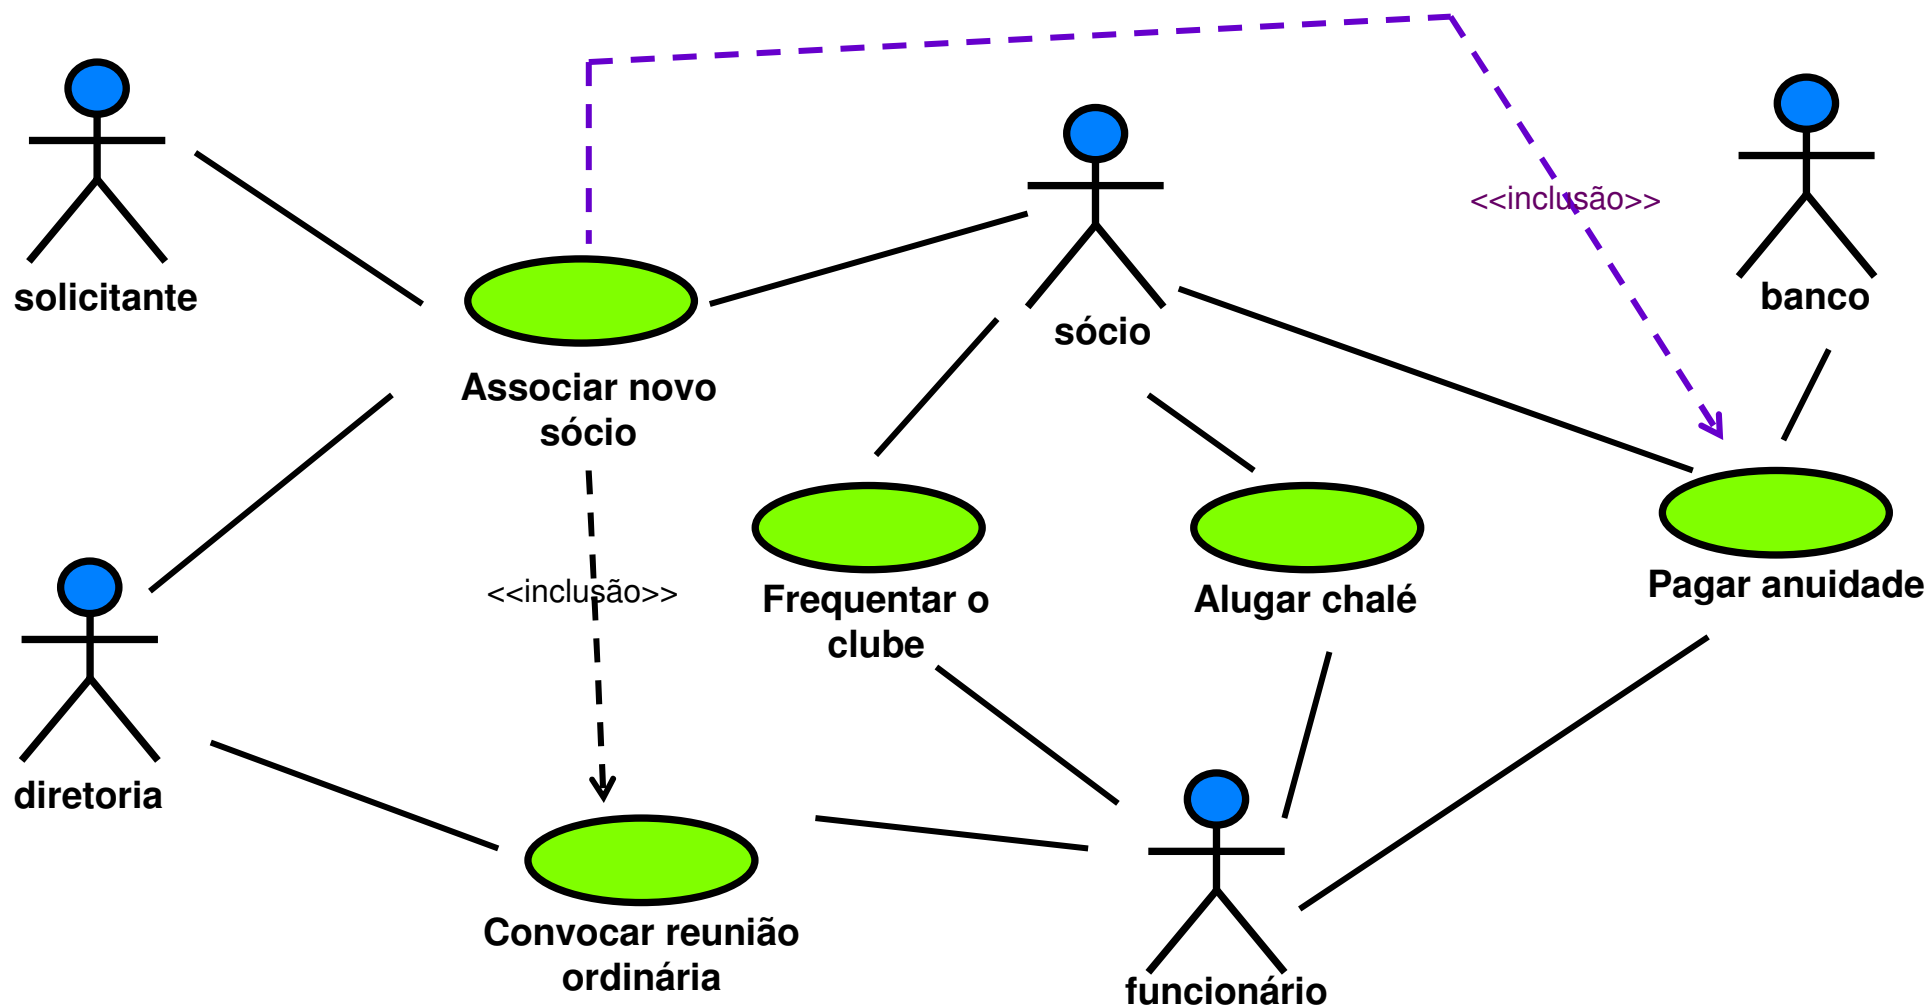 <<inclusão>>
solicitante
banco
sócio
Associar novo
sócio
<<inclusão>>
Frequentar o
clube
Alugar chalé
Pagar anuidade
diretoria
Convocar reunião
ordinária
funcionário